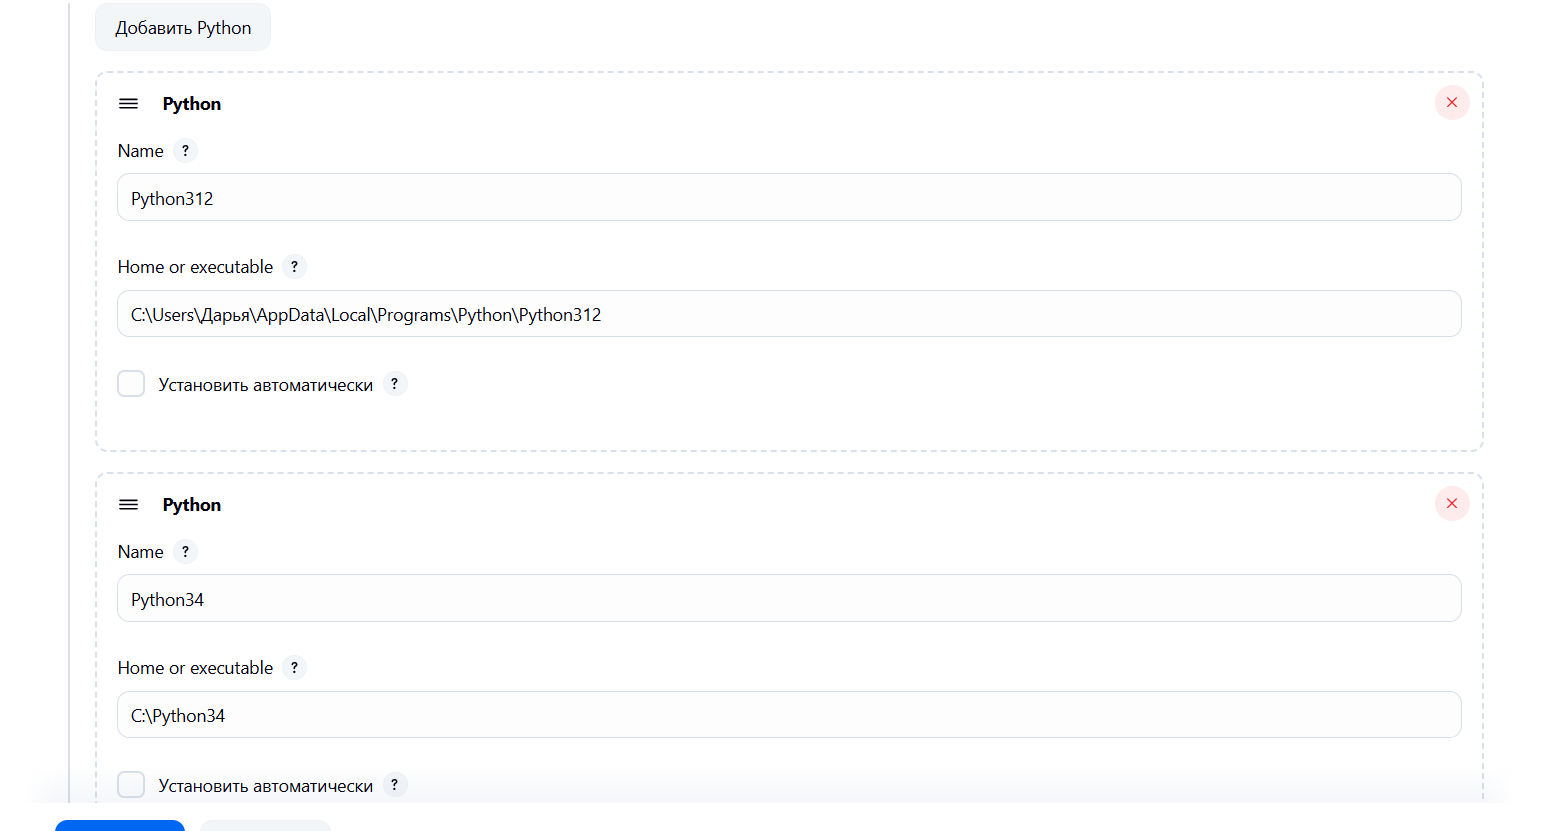 Добавить Python
Python
Name ?
Python312
Home or executable ?
C:\Users\Дарья\AppData\Local\Programs\Python\Python312
Установить автоматически ?
Python
Name ?
Python34
Home or executable ?
C:\Python34
Установить автоматически ?